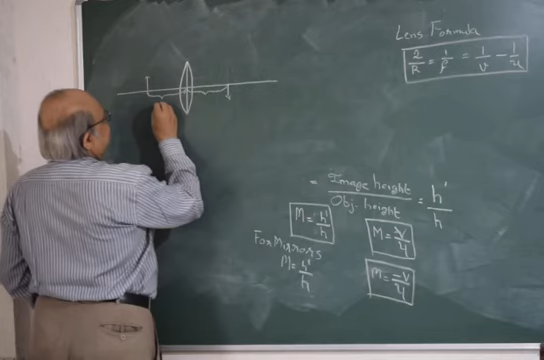 Lens Formula
2/R = 1/f = 1/v - 1/u
= Image height / Obj. height = h' / h
M = h'/h
M = v/u
For Mirrors
M = h'/h
M = -v/u